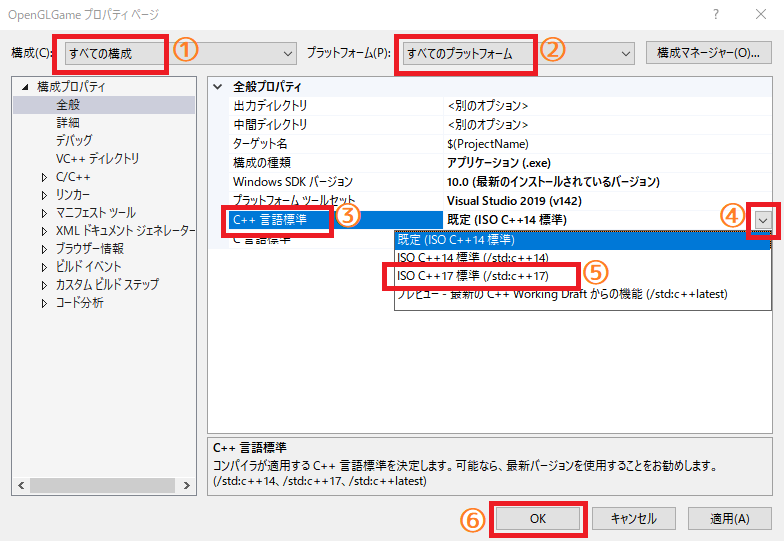 OpenGLGame プロパティ ページ
? ×
構成(C): すべての構成 ① プラットフォーム(P): すべてのプラットフォーム ② 構成マネージャー(O)...
構成プロパティ
全般
詳細
デバッグ
VC++ ディレクトリ
C/C++
リンカー
マニフェスト ツール
XML ドキュメント ジェネレーター
ブラウザー情報
ビルド イベント
カスタム ビルド ステップ
コード分析
全般プロパティ
出力ディレクトリ <別のオプション>
中間ディレクトリ <別のオプション>
ターゲット名 $(ProjectName)
構成の種類 アプリケーション (.exe)
Windows SDK バージョン 10.0 (最新のインストールされているバージョン)
プラットフォーム ツールセット Visual Studio 2019 (v142)
C++ 言語標準 ③ 既定 (ISO C++14 標準) ④
C 言語標準
既定 (ISO C++14 標準)
ISO C++14 標準 (/std:c++14)
ISO C++17 標準 (/std:c++17) ⑤
プレビュー - 最新の C++ Working Draft からの機能 (/std:c++latest)
C++ 言語標準
コンパイラが適用する C++ 言語標準を決定します。可能なら、最新バージョンを使用することをお勧めします。
(/std:c++14、/std:c++17、/std:c++latest)
⑥ OK キャンセル 適用(A)